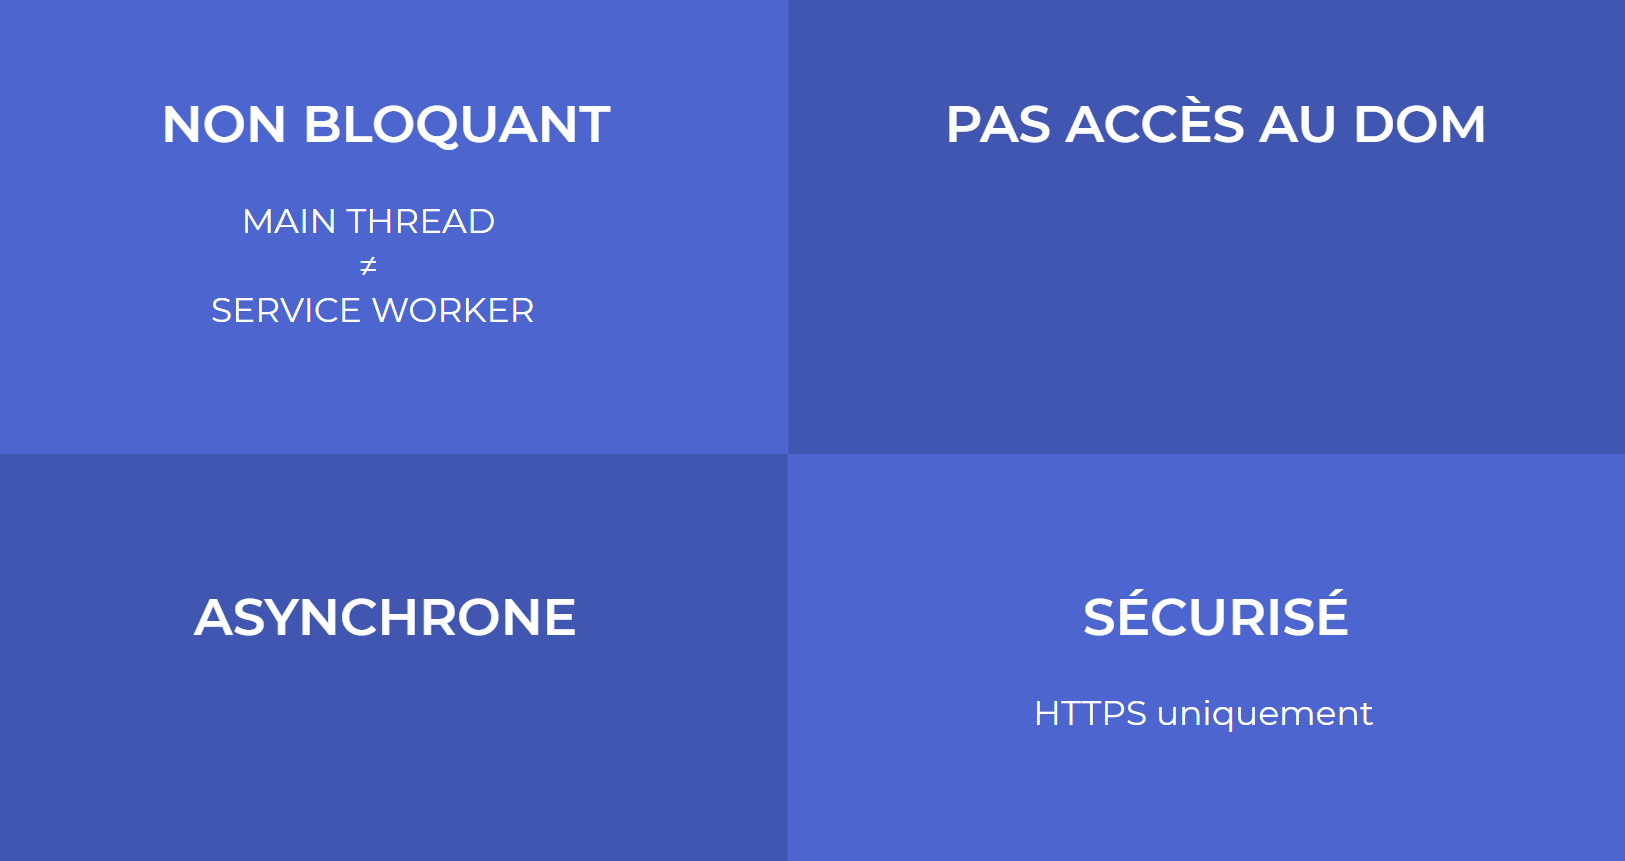 NON BLOQUANT
MAIN THREAD
≠
SERVICE WORKER
PAS ACCÈS AU DOM
ASYNCHRONE
SÉCURISÉ
HTTPS uniquement